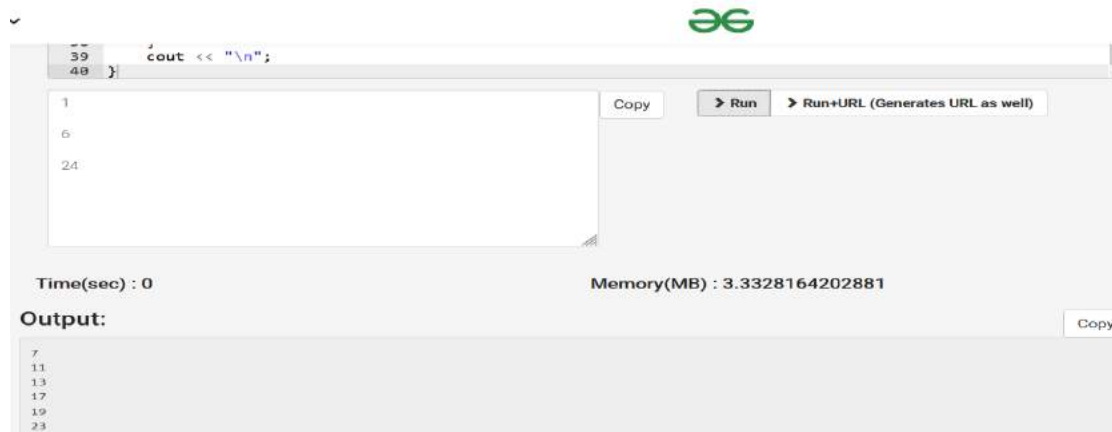 39 cout << "\n";
40 }
1
6
24
Copy
Run
Run+URL (Generates URL as well)
Time(sec) : 0
Memory(MB) : 3.3328164202881
Output:
Copy
7
11
13
17
19
23